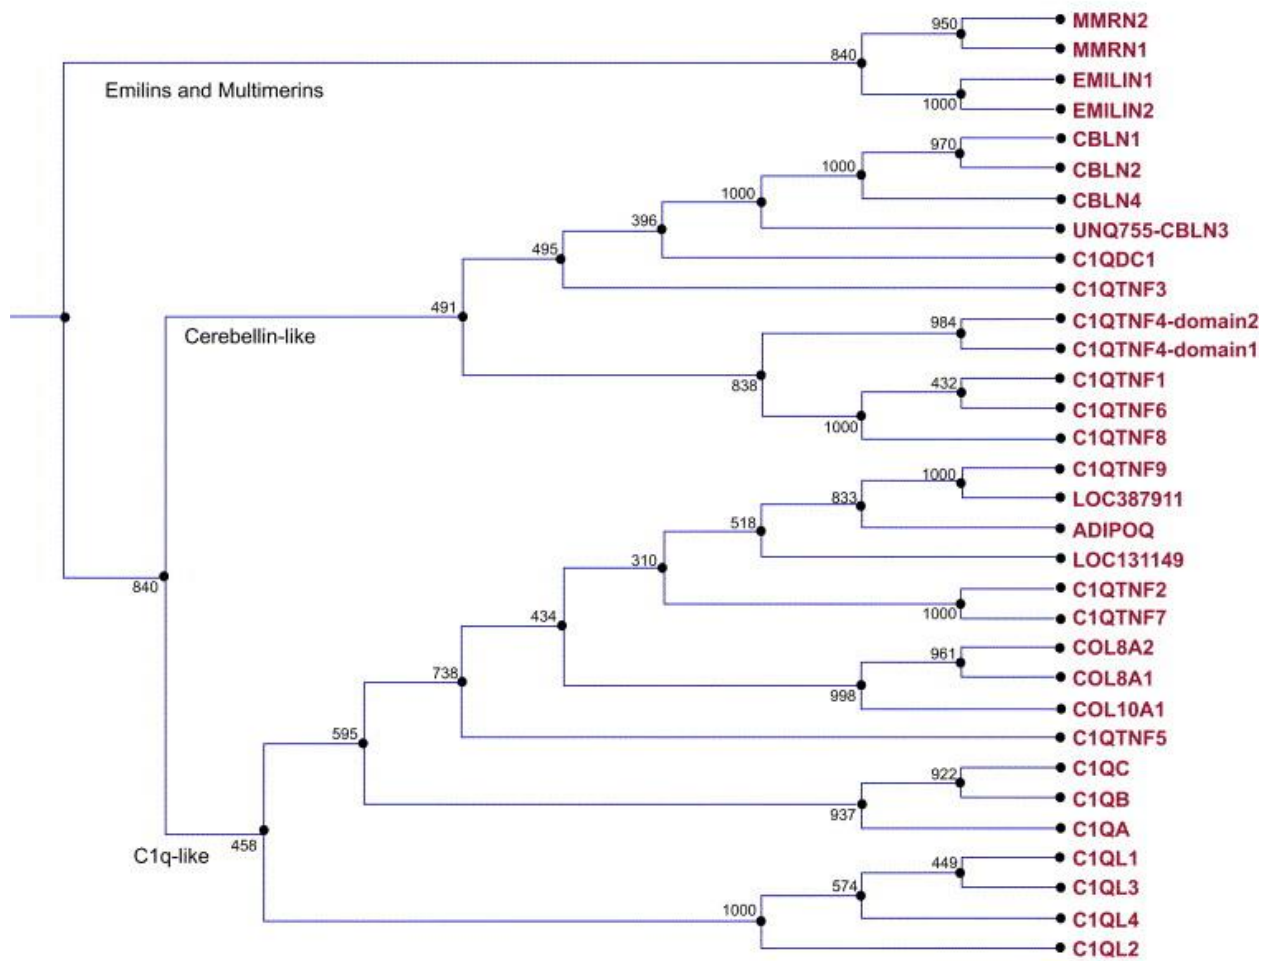 MMRN2
950
MMRN1
840
Emilins and Multimerins
EMILIN1
1000
EMILIN2
CBLN1
970
CBLN2
1000
CBLN4
1000
UNQ755-CBLN3
396
C1QDC1
495
C1QTNF3
491
Cerebellin-like
C1QTNF4-domain2
984
C1QTNF4-domain1
838
C1QTNF1
432
C1QTNF6
1000
C1QTNF8
C1QTNF9
1000
LOC387911
833
ADIPOQ
518
LOC131149
310
C1QTNF2
1000
C1QTNF7
840
434
COL8A2
961
COL8A1
998
COL10A1
738
C1QTNF5
595
C1QC
922
C1QB
937
C1QA
458
C1q-like
C1QL1
449
C1QL3
574
C1QL4
1000
C1QL2